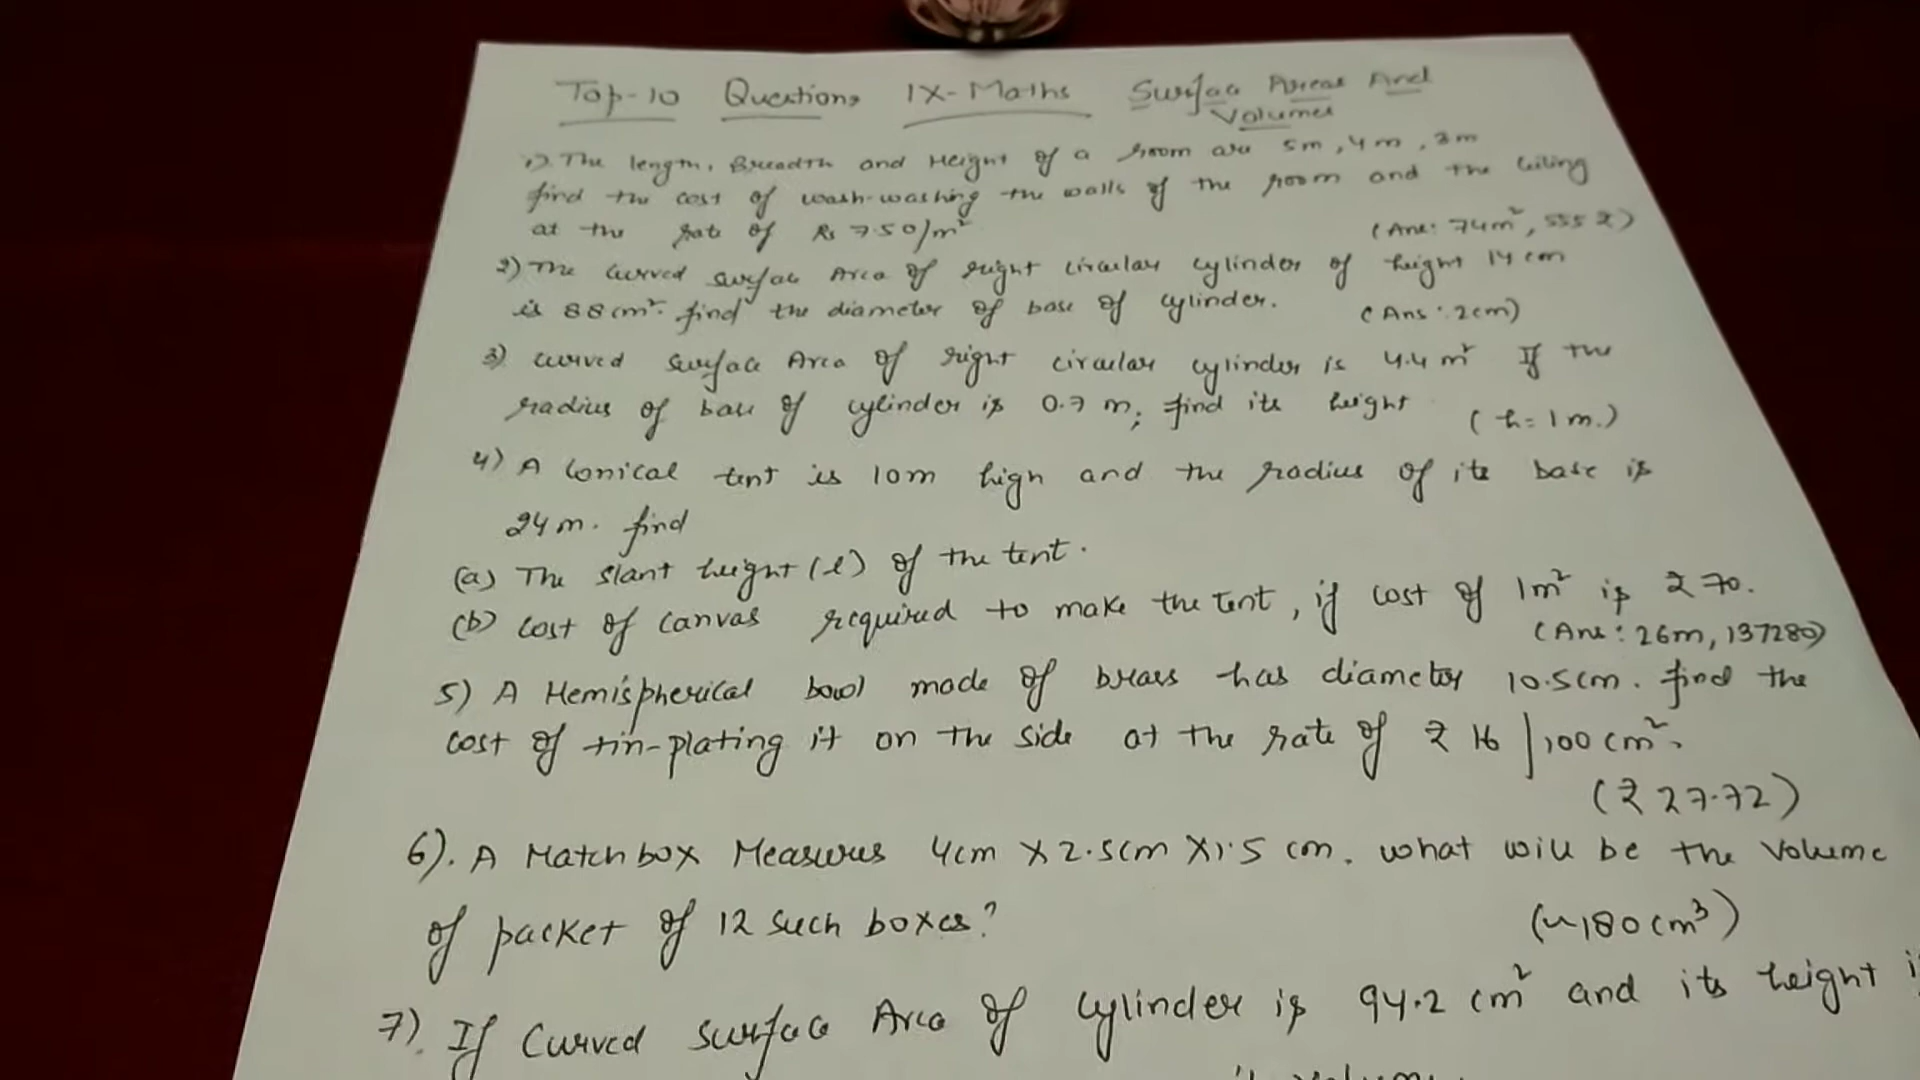 Top-10 Questions IX-Maths Surface Areas And
Volumes
1) The length, Breadth and Height of a room are 5m, 4m, 3m
find the cost of wash-washing the walls of the room and the ceiling
at the rate of Rs 7.50/m²
(Ans: 74m², 555 ₹)
2) The curved surface Area of right circular cylinder of height 14 cm
is 88 cm². find the diameter of base of cylinder.
(Ans: 2cm)
3) curved surface Area of right circular cylinder is 4.4 m² If the
radius of base of cylinder is 0.7 m, find its height
(h = 1m.)
4) A conical tent is 10m high and the radius of its base is
24m. find
(a) The slant height (l) of the tent.
(b) cost of canvas required to make the tent, if cost of 1m² is ₹ 70.
(Ans: 26m, 137280)
5) A Hemispherical bowl made of brass has diameter 10.5cm. find the
cost of tin-plating it on the side at the rate of ₹ 16 / 100 cm².
(₹ 27.72)
6). A Match box Measures 4cm X 2.5cm X 1.5 cm. what will be the volume
of packet of 12 such boxes?
(180 cm³)
7). If curved surface Area of cylinder is 94.2 cm² and its height